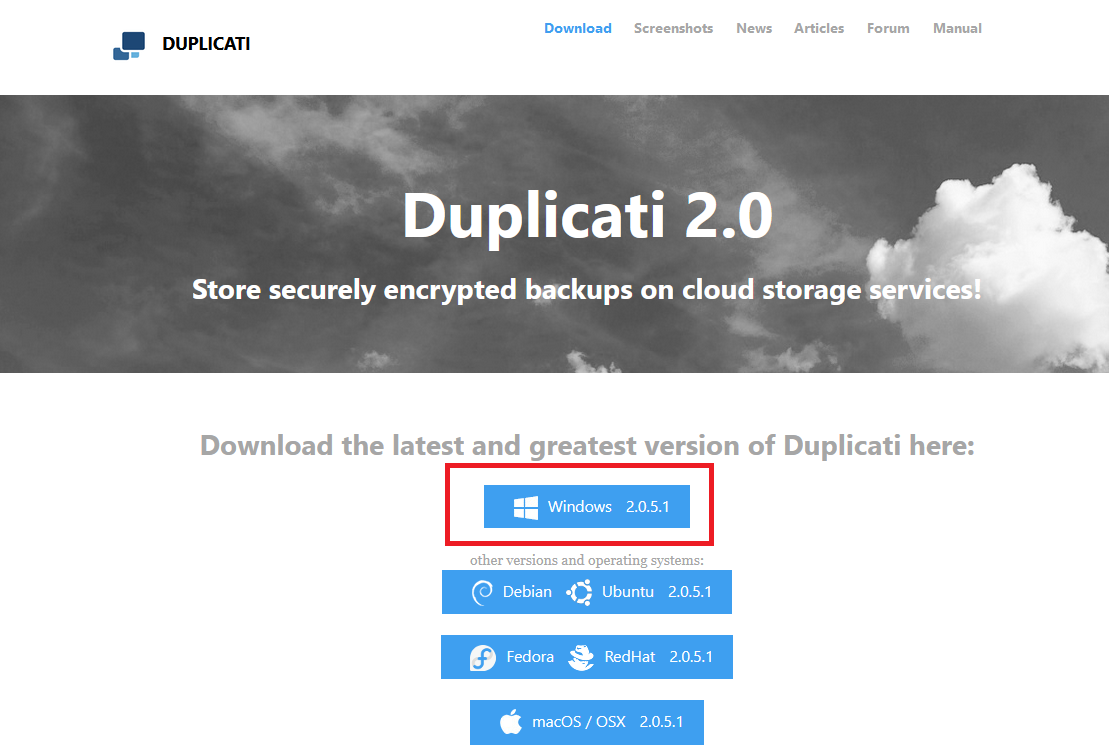 DUPLICATI
Download Screenshots News Articles Forum Manual
Duplicati 2.0
Store securely encrypted backups on cloud storage services!
Download the latest and greatest version of Duplicati here:
Windows 2.0.5.1
other versions and operating systems:
Debian Ubuntu 2.0.5.1
Fedora RedHat 2.0.5.1
macOS / OSX 2.0.5.1